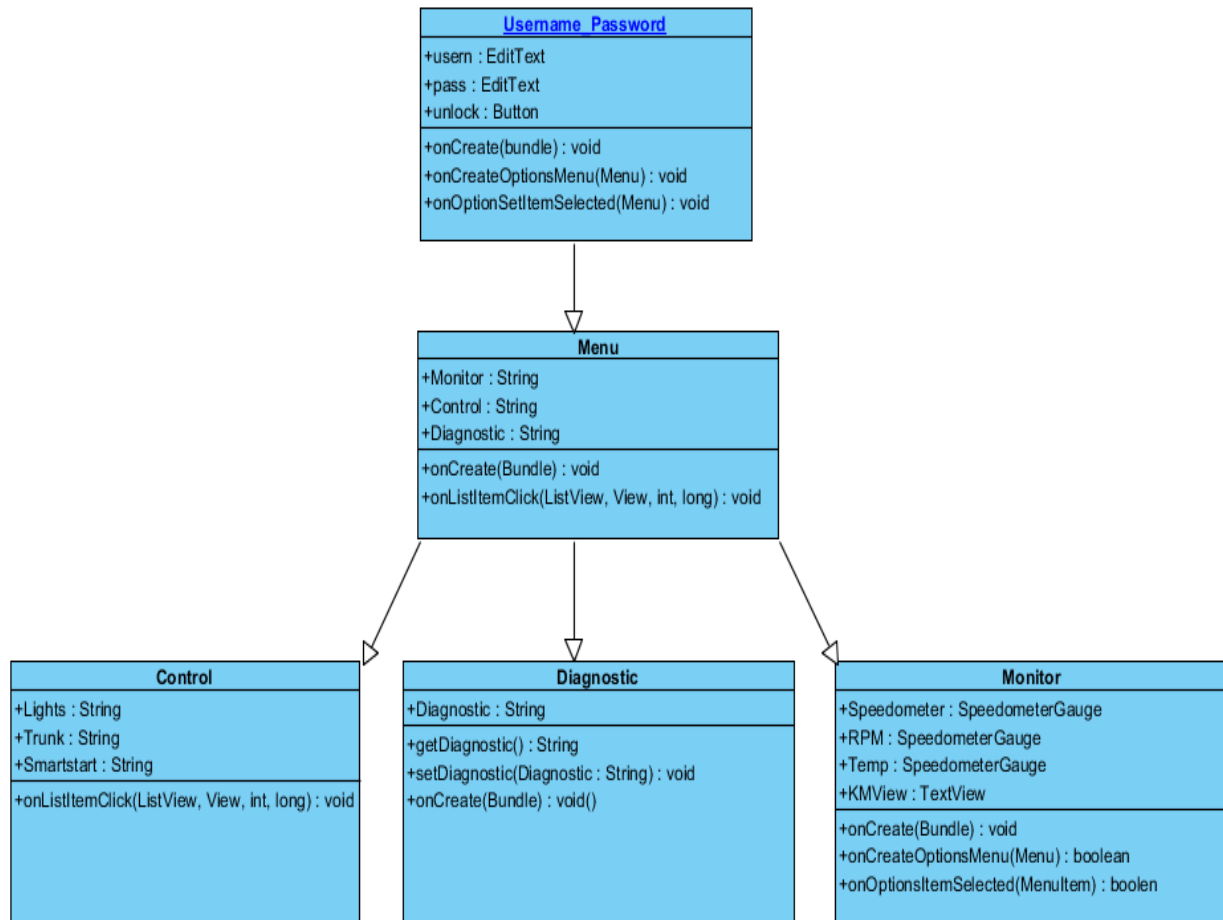 Username_Password
+usern : EditText
+pass : EditText
+unlock : Button
+onCreate(bundle) : void
+onCreateOptionsMenu(Menu) : void
+onOptionSetItemSelected(Menu) : void
Menu
+Monitor : String
+Control : String
+Diagnostic : String
+onCreate(Bundle) : void
+onListItemClick(ListView, View, int, long) : void
Control
+Lights : String
+Trunk : String
+Smartstart : String
+onListItemClick(ListView, View, int, long) : void
Diagnostic
+Diagnostic : String
+getDiagnostic() : String
+setDiagnostic(Diagnostic : String) : void
+onCreate(Bundle) : void()
Monitor
+Speedometer : SpeedometerGauge
+RPM : SpeedometerGauge
+Temp : SpeedometerGauge
+KMView : TextView
+onCreate(Bundle) : void
+onCreateOptionsMenu(Menu) : boolean
+onOptionsItemSelected(MenuItem) : boolen